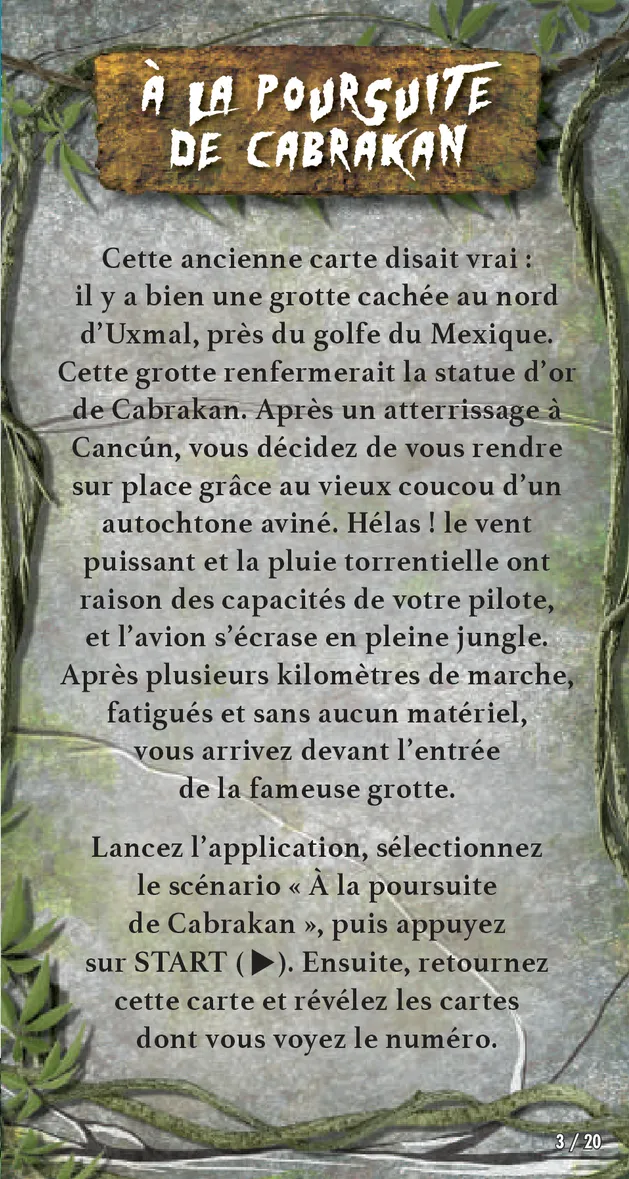 À LA POURSUITE
DE CABRAKAN
Cette ancienne carte disait vrai :
il y a bien une grotte cachée au nord
d’Uxmal, près du golfe du Mexique.
Cette grotte renfermerait la statue d’or
de Cabrakan. Après un atterrissage à
Cancún, vous décidez de vous rendre
sur place grâce au vieux coucou d’un
autochtone aviné. Hélas ! le vent
puissant et la pluie torrentielle ont
raison des capacités de votre pilote,
et l’avion s’écrase en pleine jungle.
Après plusieurs kilomètres de marche,
fatigués et sans aucun matériel,
vous arrivez devant l’entrée
de la fameuse grotte.
Lancez l’application, sélectionnez
le scénario « À la poursuite
de Cabrakan », puis appuyez
sur START (▶). Ensuite, retournez
cette carte et révélez les cartes
dont vous voyez le numéro.
3 / 20